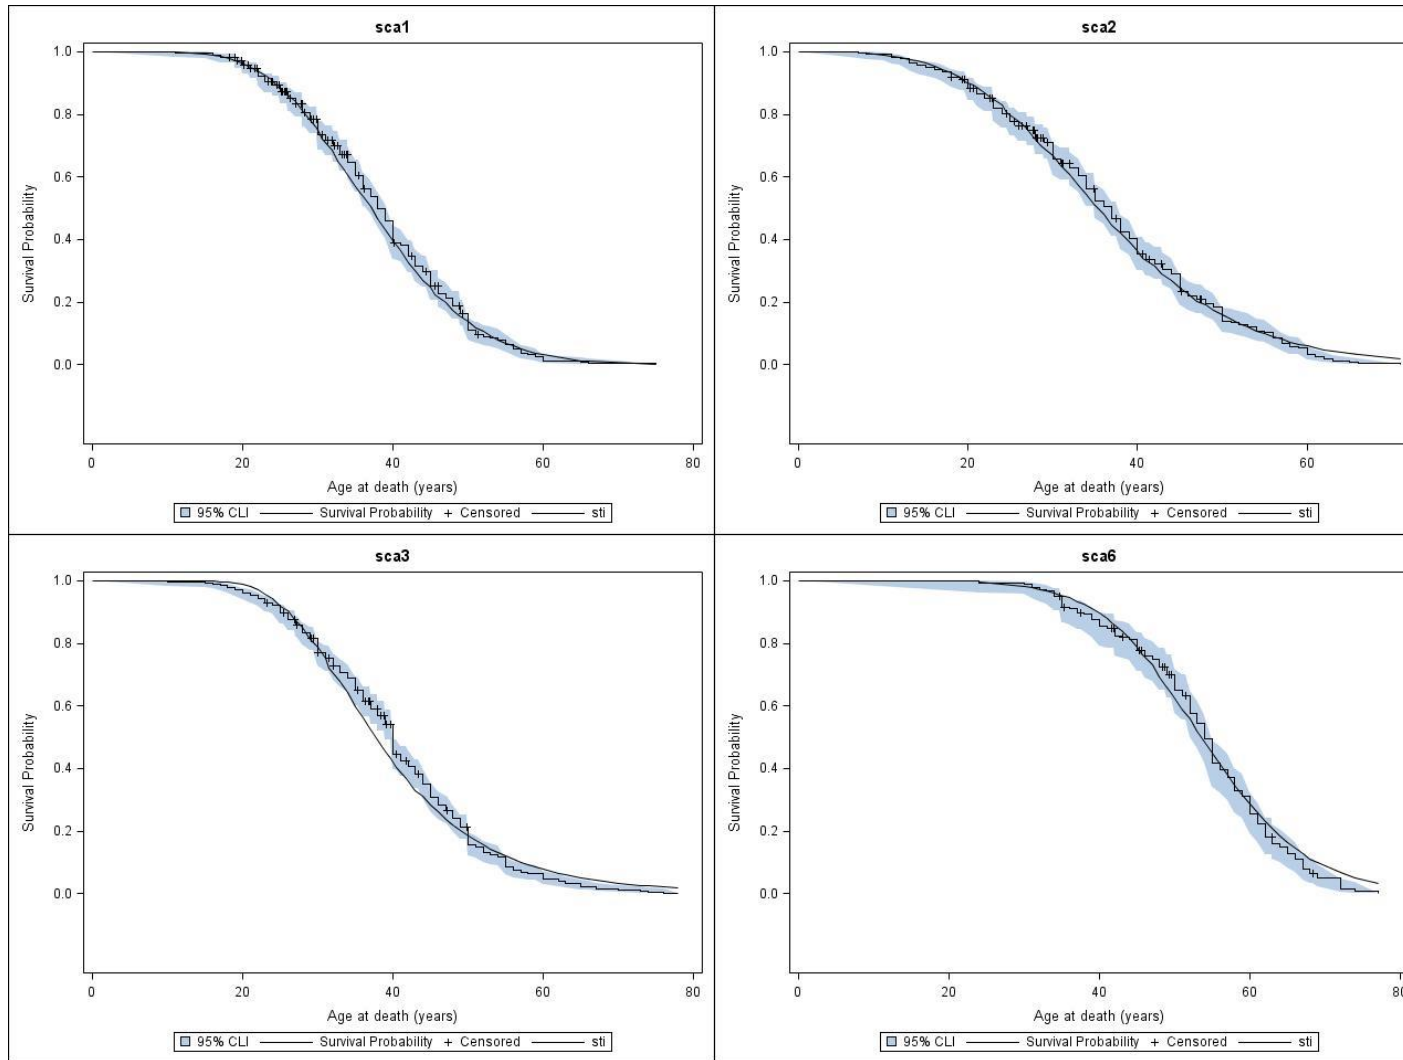 sca1
1.0
0.8
0.6
0.4
0.2
0.0
Survival Probability
0 20 40 60 80
Age at death (years)
95% CLI Survival Probability + Censored sti
sca2
1.0
0.8
0.6
0.4
0.2
0.0
Survival Probability
0 20 40 60
Age at death (years)
95% CLI Survival Probability + Censored sti
sca3
1.0
0.8
0.6
0.4
0.2
0.0
Survival Probability
0 20 40 60 80
Age at death (years)
95% CLI Survival Probability + Censored sti
sca6
1.0
0.8
0.6
0.4
0.2
0.0
Survival Probability
0 20 40 60 80
Age at death (years)
95% CLI Survival Probability + Censored sti